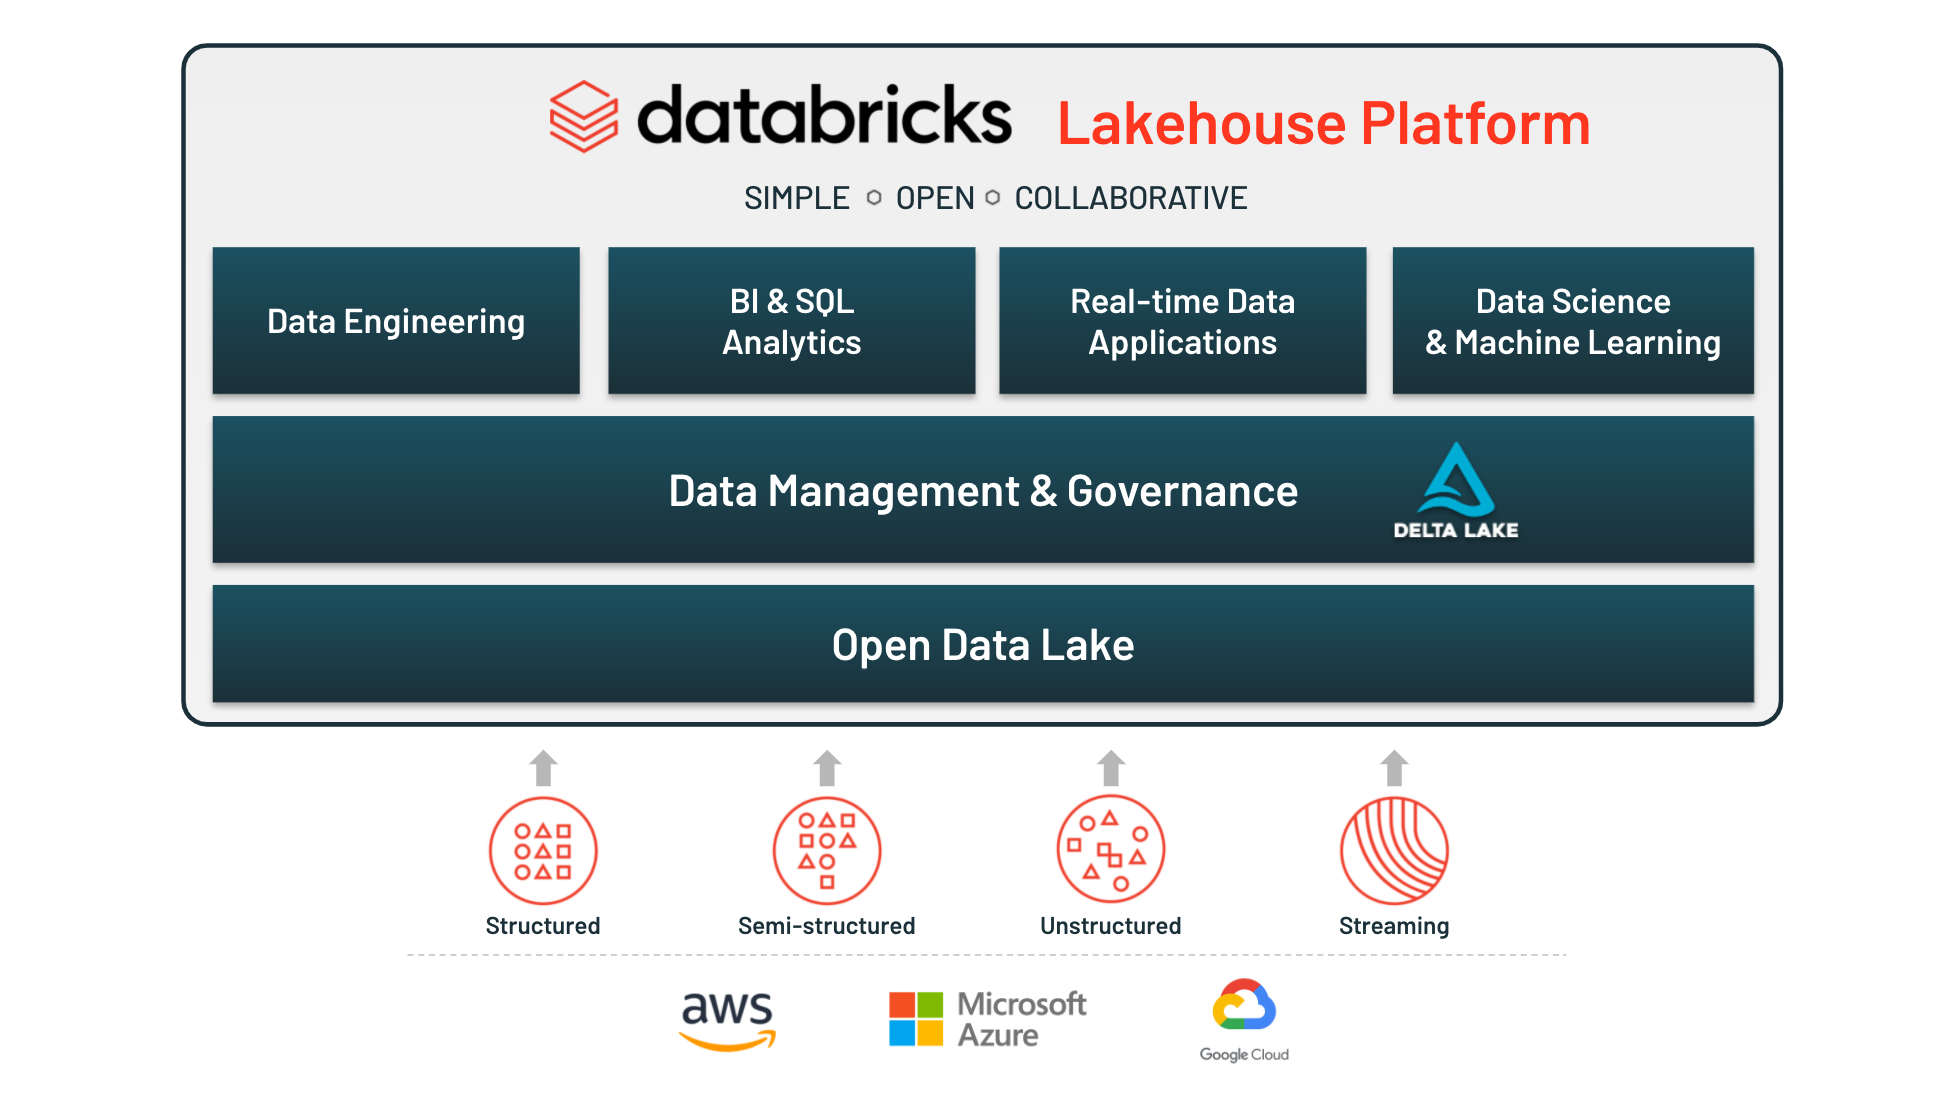 databricks Lakehouse Platform
SIMPLE OPEN COLLABORATIVE
Data Engineering
BI & SQL
Analytics
Real-time Data
Applications
Data Science
& Machine Learning
Data Management & Governance
DELTA LAKE
Open Data Lake
Structured
Semi-structured
Unstructured
Streaming
aws
Microsoft
Azure
Google Cloud